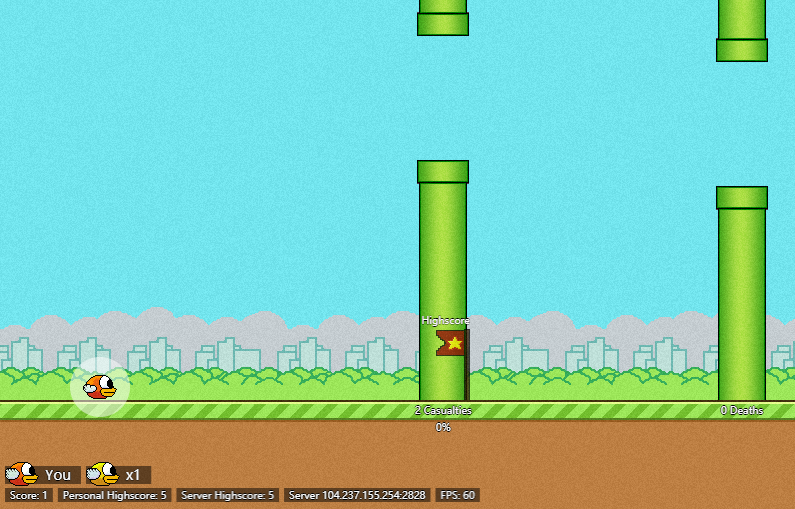 Highscore
2 Casualties
0 Deaths
0%
You x1
Score: 1 Personal Highscore: 5 Server Highscore: 5 Server 104.237.155.254:2828 FPS: 60